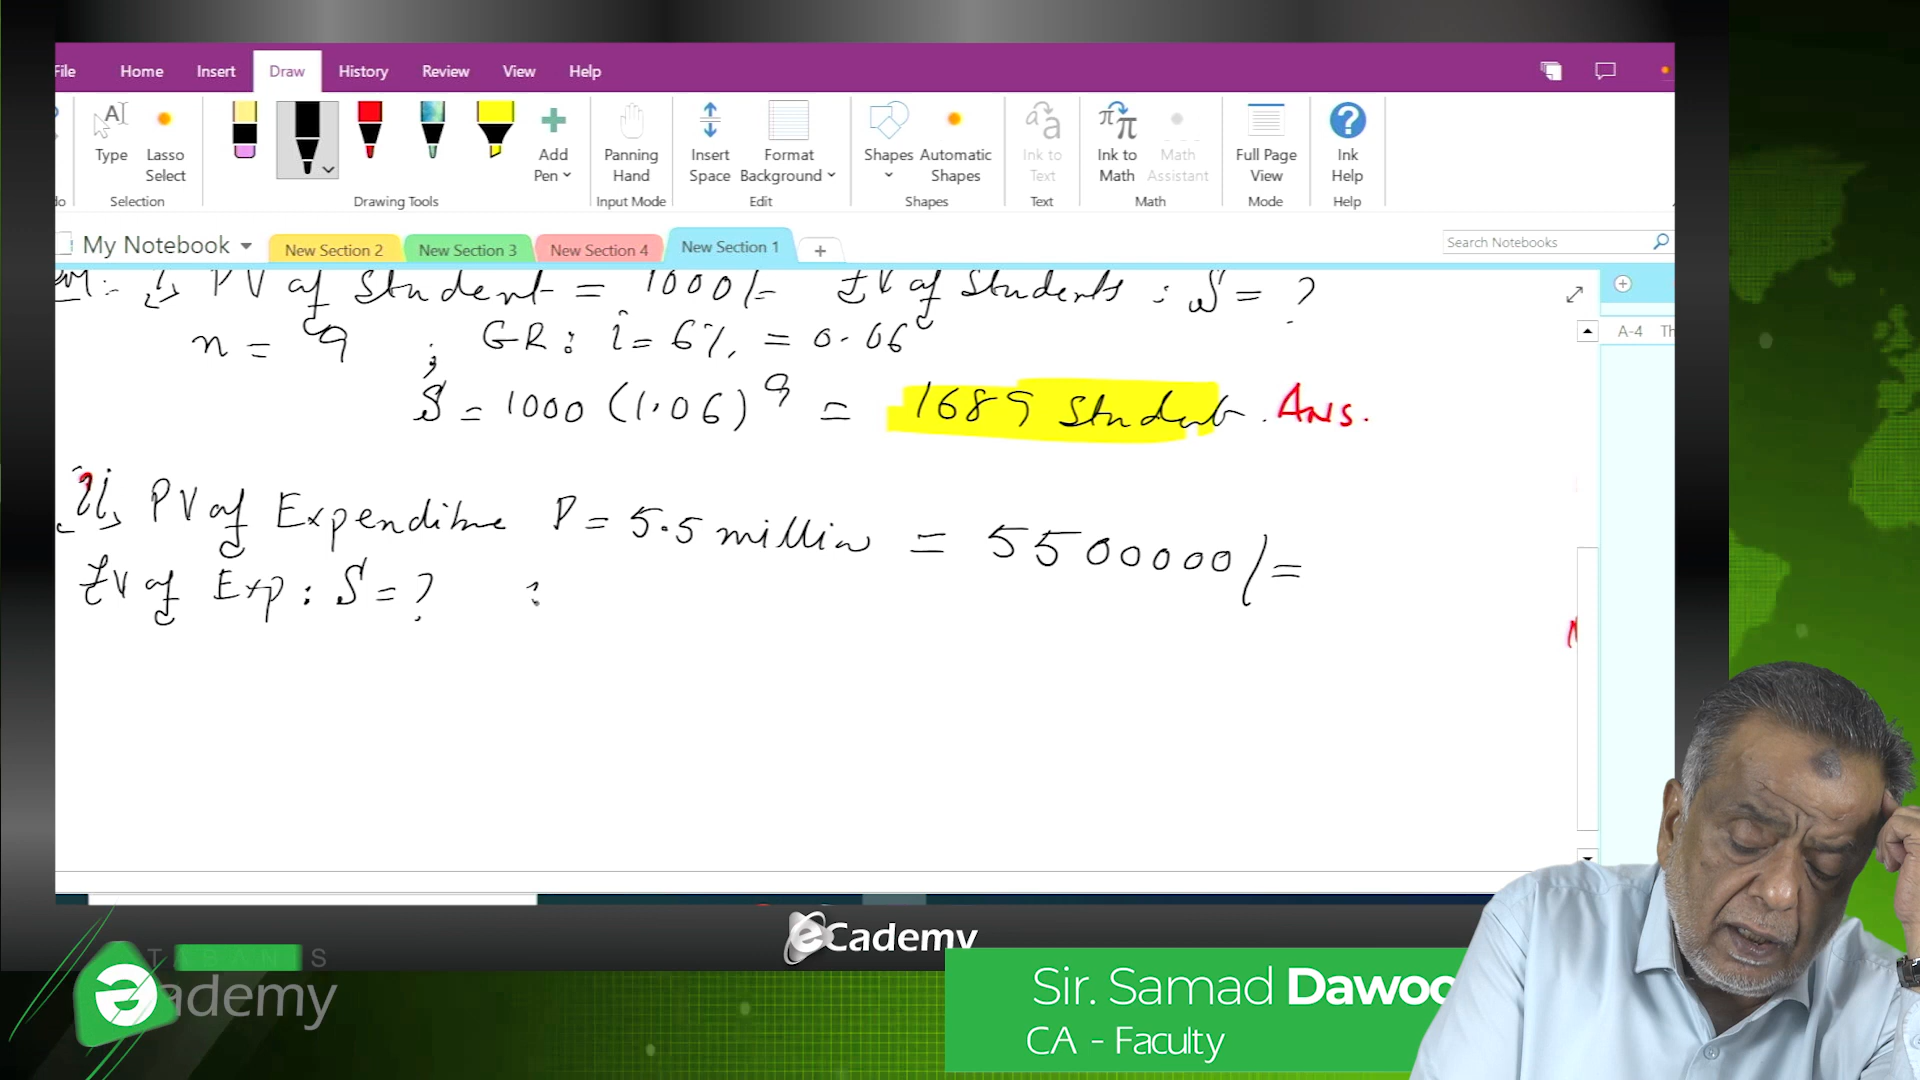 File Home Insert Draw History Review View Help
Type Lasso Select Add Pen Panning Hand Insert Space Format Background Shapes Automatic Shapes Ink to Text Ink to Math Math Assistant Full Page View Ink Help
Selection Drawing Tools Input Mode Edit Shapes Text Math Mode Help
My Notebook New Section 2 New Section 3 New Section 4 New Section 1 + Search Notebooks
PV of Student = 1000/= FV of Students : S = ?
A-4 Th
n = 9 ; GR: i = 6% = 0.06
S = 1000 (1.06)^9 = 1689 Student. Ans.
ii, PV of Expenditure P = 5.5 million = 5500000/=
FV of Exp: S = ? ;
eCademy
TABANI'S
eademy
Sir. Samad Dawoo
CA - Faculty